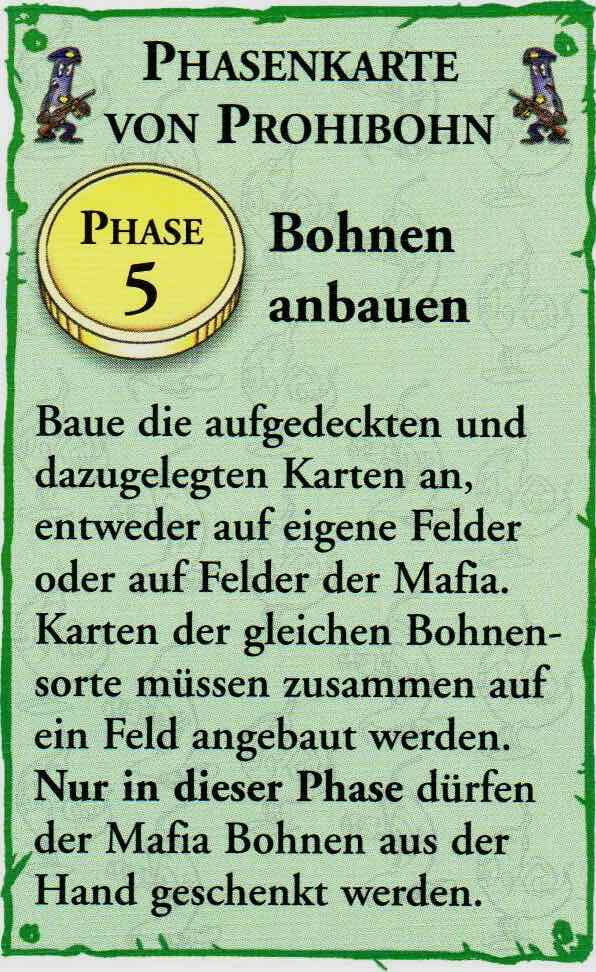 PHASENKARTE
VON PROHIBOHN
PHASE
5
Bohnen
anbauen
Baue die aufgedeckten und
dazugelegten Karten an,
entweder auf eigene Felder
oder auf Felder der Mafia.
Karten der gleichen Bohnen-
sorte müssen zusammen auf
ein Feld angebaut werden.
Nur in dieser Phase dürfen
der Mafia Bohnen aus der
Hand geschenkt werden.